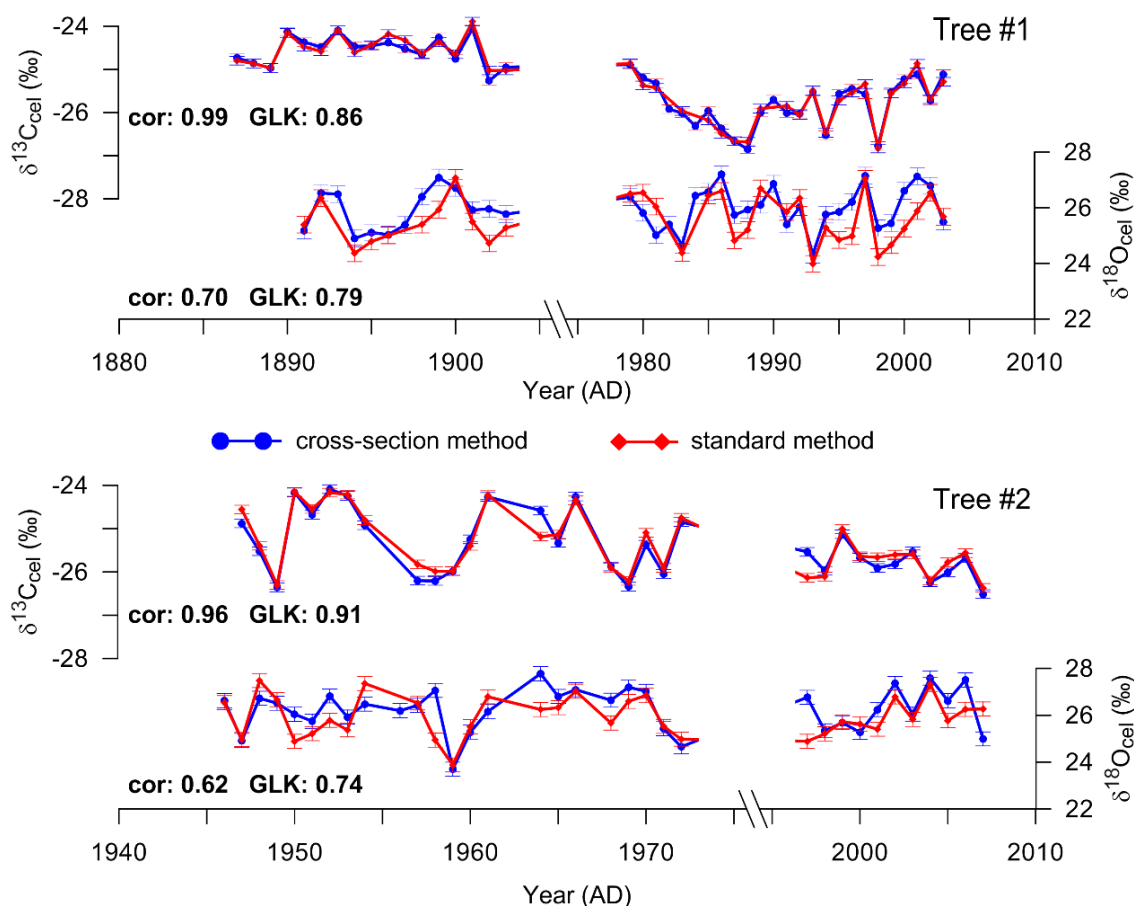 Tree #1
-24
-26
-28
δ13Ccel (‰)
cor: 0.99 GLK: 0.86
28
26
24
22
δ18Ocel (‰)
cor: 0.70 GLK: 0.79
1880 1890 1900 1980 1990 2000 2010
Year (AD)
cross-section method standard method
Tree #2
-24
-26
-28
δ13Ccel (‰)
cor: 0.96 GLK: 0.91
28
26
24
22
δ18Ocel (‰)
cor: 0.62 GLK: 0.74
1940 1950 1960 1970 2000 2010
Year (AD)